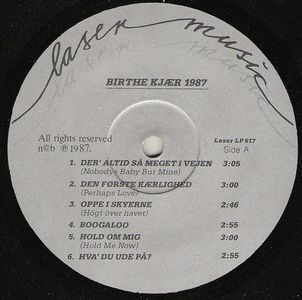 laser music
BIRTHE KJÆR 1987
All rights reserved
n©b ℗ 1987.
Laser LP 517
Side A
1. DER' ALTID SÅ MEGET I VEJEN 3:05
(Nobodys Baby But Mine)
2. DEN FØRSTE KÆRLIGHED 3:00
(Perhaps Love)
3. OPPE I SKYERNE 2:46
(Högt over havet)
4. BOOGALOO 2:55
5. HOLD OM MIG 3:00
(Hold Me Now)
6. HVA' DU UDE PÅ? 2:55